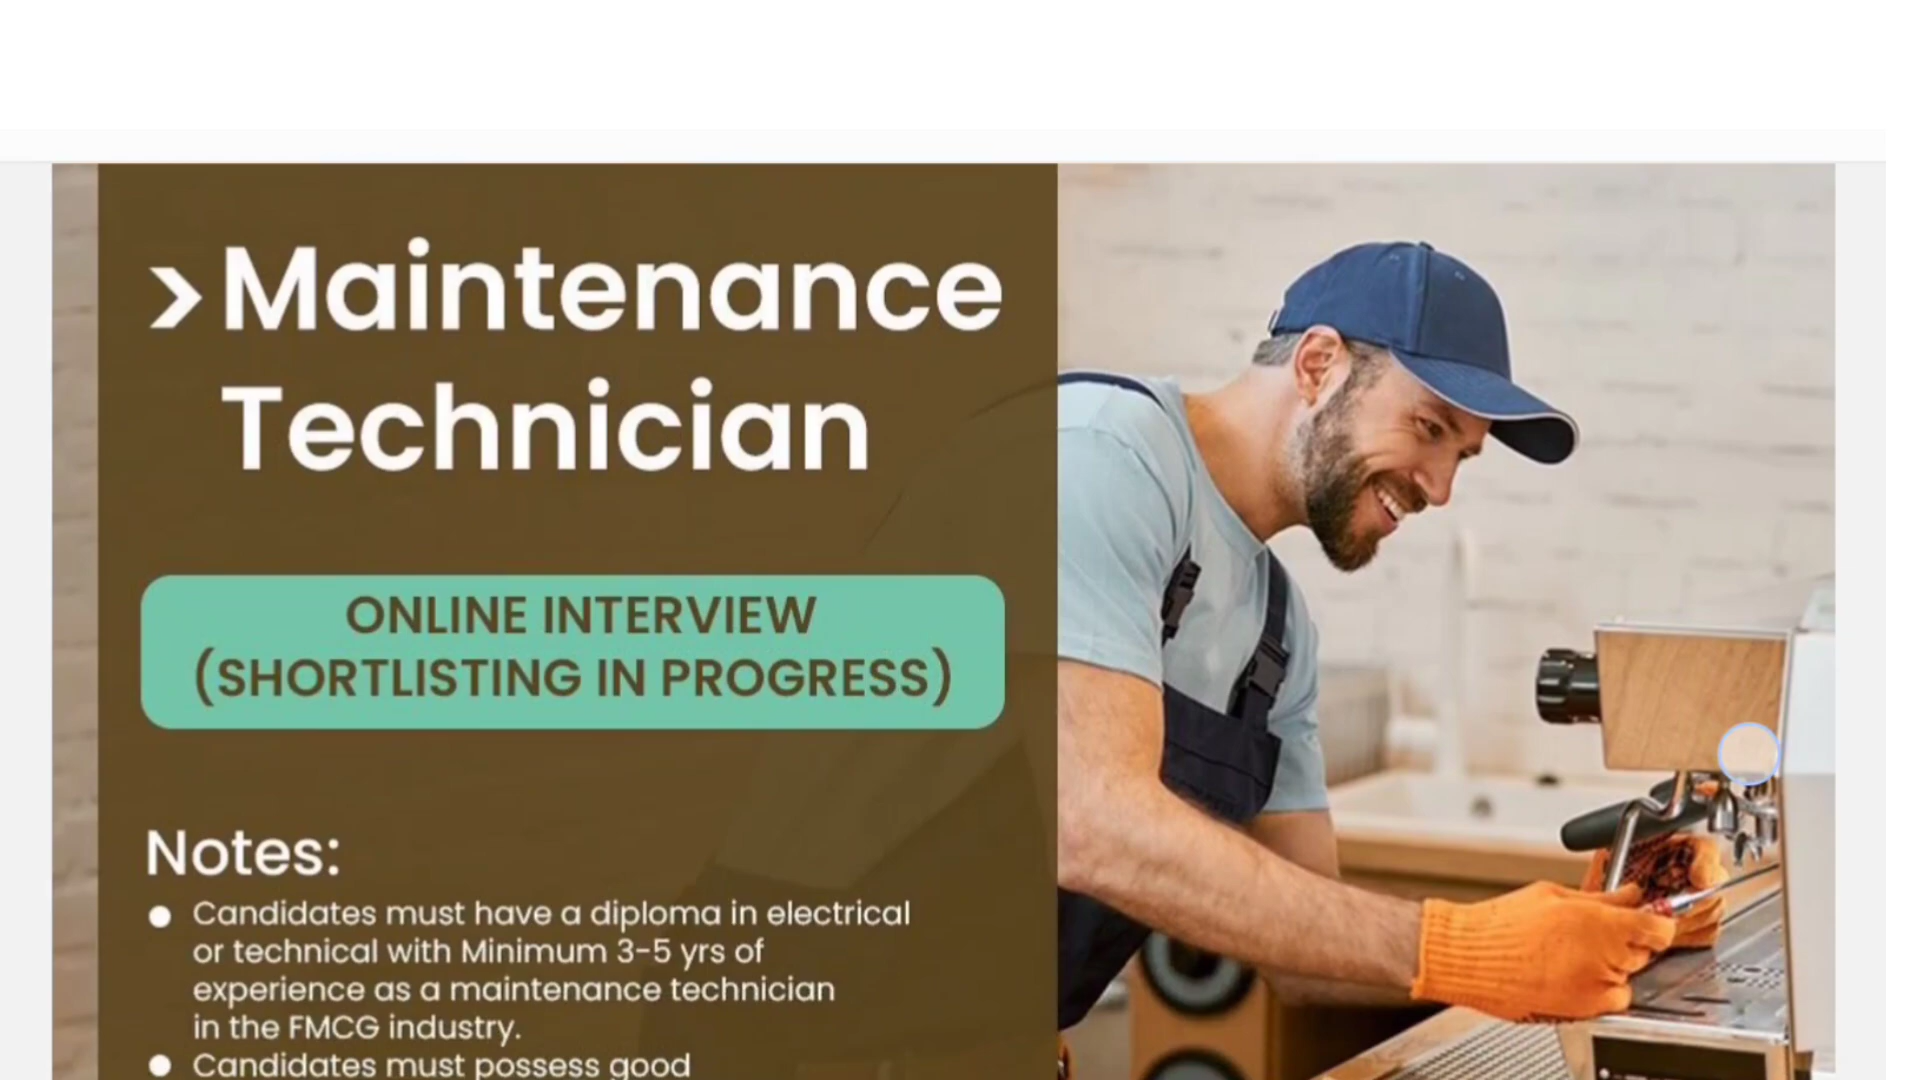 › Maintenance
Technician
ONLINE INTERVIEW
(SHORTLISTING IN PROGRESS)
Notes:
● Candidates must have a diploma in electrical
or technical with Minimum 3-5 yrs of
experience as a maintenance technician
in the FMCG industry.
● Candidates must possess good